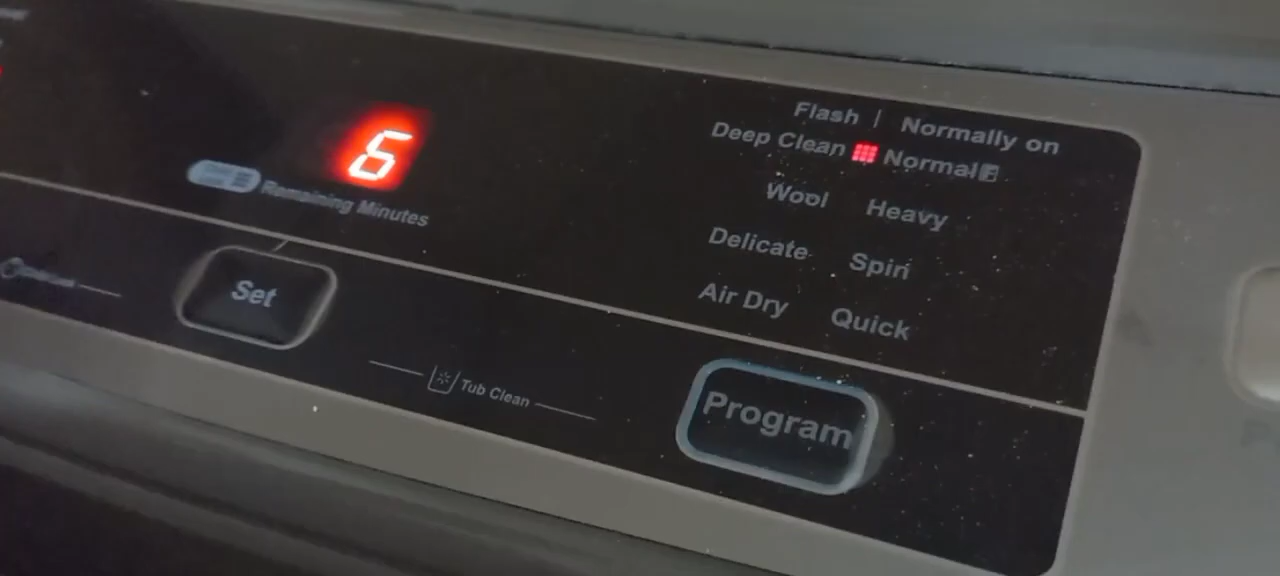 Flash | Normally on
Deep Clean Normal
Wool Heavy
6
Remaining Minutes
Delicate Spin
Set
Air Dry Quick
Tub Clean
Program